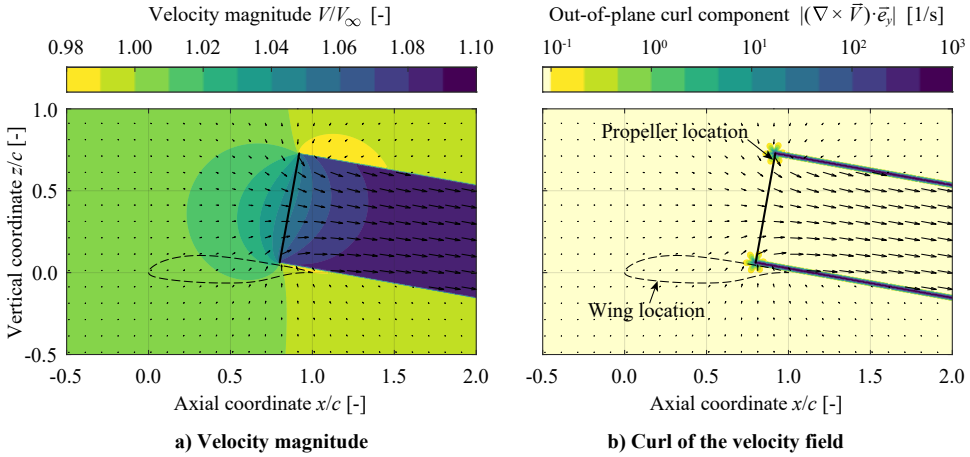 Velocity magnitude V/V∞ [-]
0.98 1.00 1.02 1.04 1.06 1.08 1.10
Vertical coordinate z/c [-]
1.0
0.5
0.0
-0.5
-0.5 0.0 0.5 1.0 1.5 2.0
Axial coordinate x/c [-]
a) Velocity magnitude
Out-of-plane curl component |(∇ × V⃗)·e⃗y| [1/s]
10⁻¹ 10⁰ 10¹ 10² 10³
Propeller location
Wing location
-0.5 0.0 0.5 1.0 1.5 2.0
Axial coordinate x/c [-]
b) Curl of the velocity field